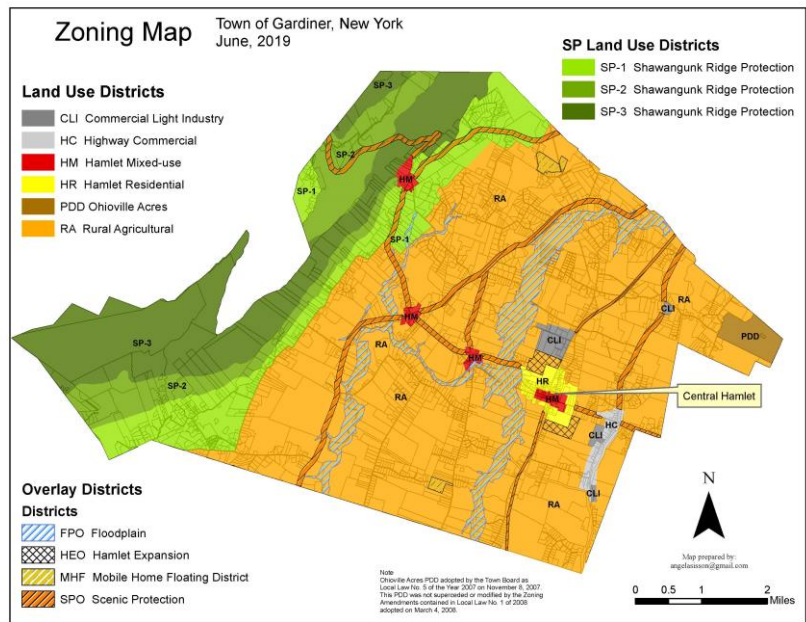 Zoning Map
Town of Gardiner, New York
June, 2019
SP Land Use Districts
SP-1 Shawangunk Ridge Protection
SP-2 Shawangunk Ridge Protection
SP-3 Shawangunk Ridge Protection
Land Use Districts
CLI Commercial Light Industry
HC Highway Commercial
HM Hamlet Mixed-use
HR Hamlet Residential
PDD Ohioville Acres
RA Rural Agricultural
SP-3
SP-2
HM
SP-1
RA
SP-1
RA
CLI
HM
PDD
SP-3
RA
CLI
HM
SP-2
HR
RA
HM
Central Hamlet
HC
CLI
CLI
RA
Overlay Districts
Districts
FPO Floodplain
HEO Hamlet Expansion
MHF Mobile Home Floating District
SPO Scenic Protection
Note
Ohioville Acres PDD adopted by the Town Board as
Local Law No. 5 of the Year 2007 on November 8, 2007.
This PDD was not superseded or modified by the Zoning
Amendments contained in Local Law No. 1 of 2008
adopted on March 4, 2008.
N
Map prepared by:
angelasisson@gmail.com
0 0.5 1 2
Miles